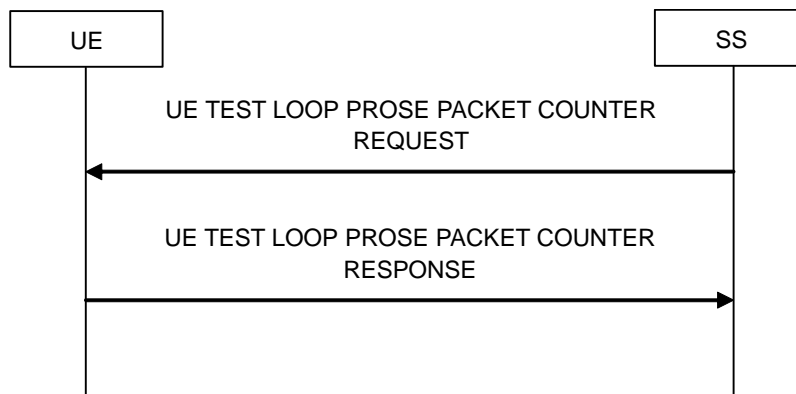 UE
SS
UE TEST LOOP PROSE PACKET COUNTER
REQUEST
UE TEST LOOP PROSE PACKET COUNTER
RESPONSE